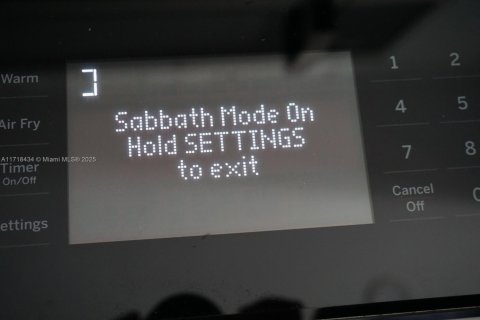 Warm
Air Fry
Timer
On/Off
Settings
Sabbath Mode On
Hold SETTINGS
to exit
1 2
4 5
7 8
Cancel
Off
0
A11718434 © Miami MLS® 2025